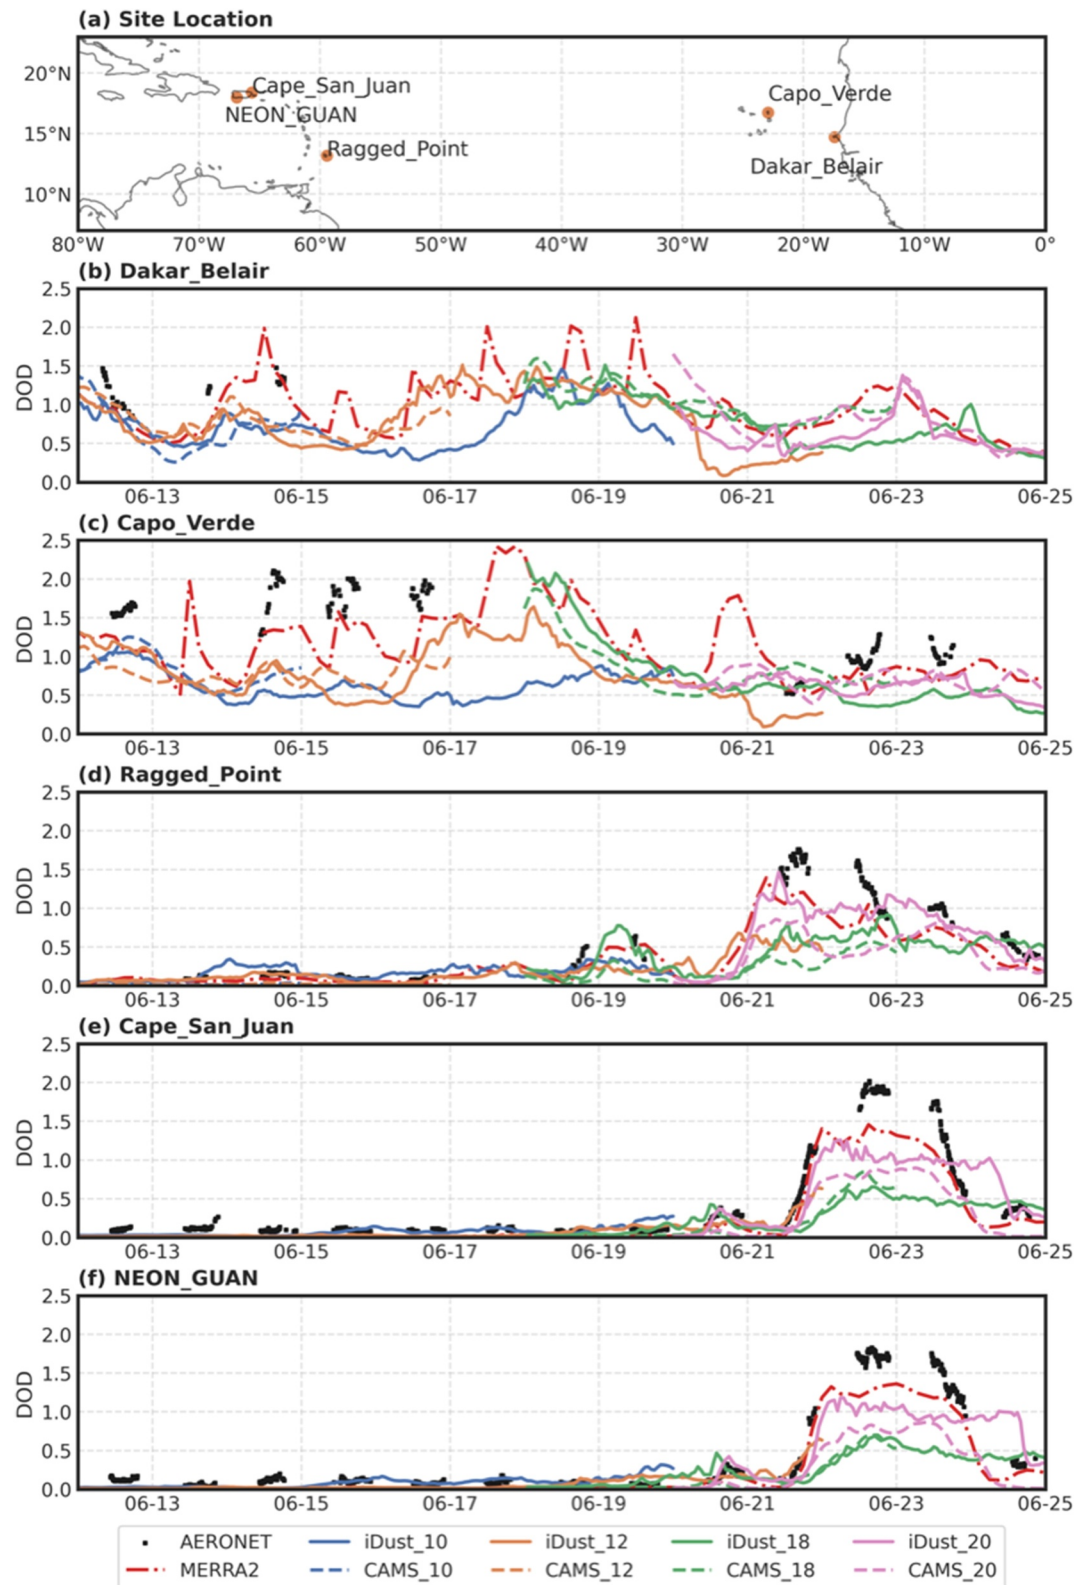 (a) Site Location
20°N
15°N
10°N
Cape_San_Juan
NEON_GUAN
Ragged_Point
Capo_Verde
Dakar_Belair
80°W 70°W 60°W 50°W 40°W 30°W 20°W 10°W 0°
(b) Dakar_Belair
2.5
2.0
1.5
1.0
0.5
0.0
DOD
06-13 06-15 06-17 06-19 06-21 06-23 06-25
(c) Capo_Verde
2.5
2.0
1.5
1.0
0.5
0.0
DOD
06-13 06-15 06-17 06-19 06-21 06-23 06-25
(d) Ragged_Point
2.5
2.0
1.5
1.0
0.5
0.0
DOD
06-13 06-15 06-17 06-19 06-21 06-23 06-25
(e) Cape_San_Juan
2.5
2.0
1.5
1.0
0.5
0.0
DOD
06-13 06-15 06-17 06-19 06-21 06-23 06-25
(f) NEON_GUAN
2.5
2.0
1.5
1.0
0.5
0.0
DOD
06-13 06-15 06-17 06-19 06-21 06-23 06-25
AERONET iDust_10 iDust_12 iDust_18 iDust_20
MERRA2 CAMS_10 CAMS_12 CAMS_18 CAMS_20